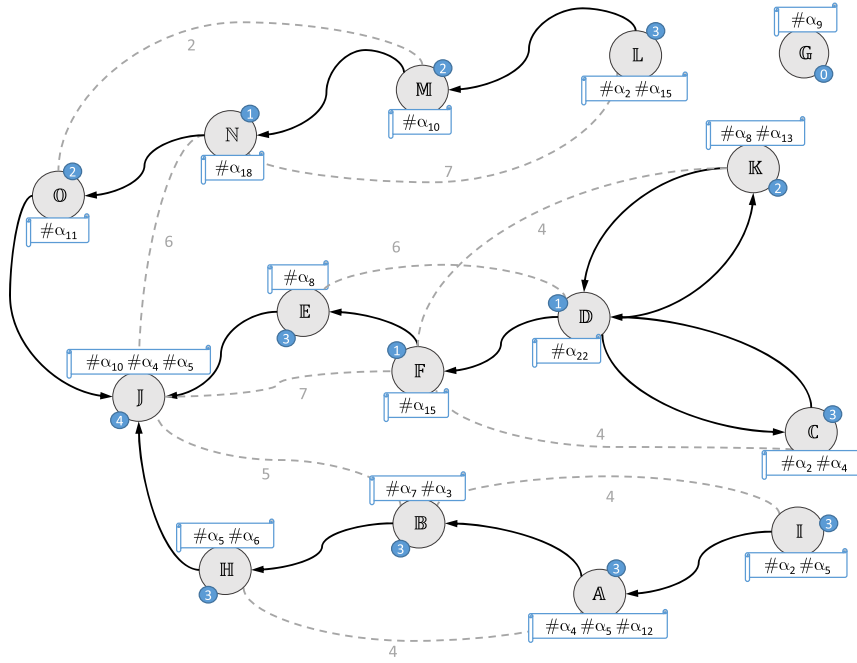 #α₉
𝔾
0
3
𝕃
#α₂ #α₁₅
2
2
𝕄
#α₁₀
1
ℕ
#α₁₈
7
#α₈ #α₁₃
𝕂
2
2
𝕆
#α₁₁
6
4
6
#α₈
𝔼
3
1
𝔻
#α₂₂
#α₁₀ #α₄ #α₅
𝕁
4
7
1
𝔽
#α₁₅
4
3
ℂ
#α₂ #α₄
5
#α₇ #α₃
𝔹
3
4
3
𝕀
#α₂ #α₅
#α₅ #α₆
ℍ
3
3
𝔸
#α₄ #α₅ #α₁₂
4